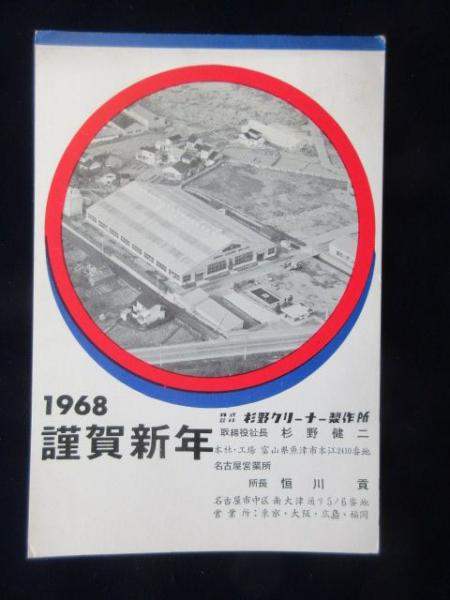 1968
謹賀新年
株式会社 杉野クリーナー製作所
取締役社長 杉野健二
本社・工場 富山県魚津市本江2410番地
名古屋営業所
所長 恒川 貢
名古屋市中区南大津通り5/6番地
営業所:東京・大阪・広島・福岡